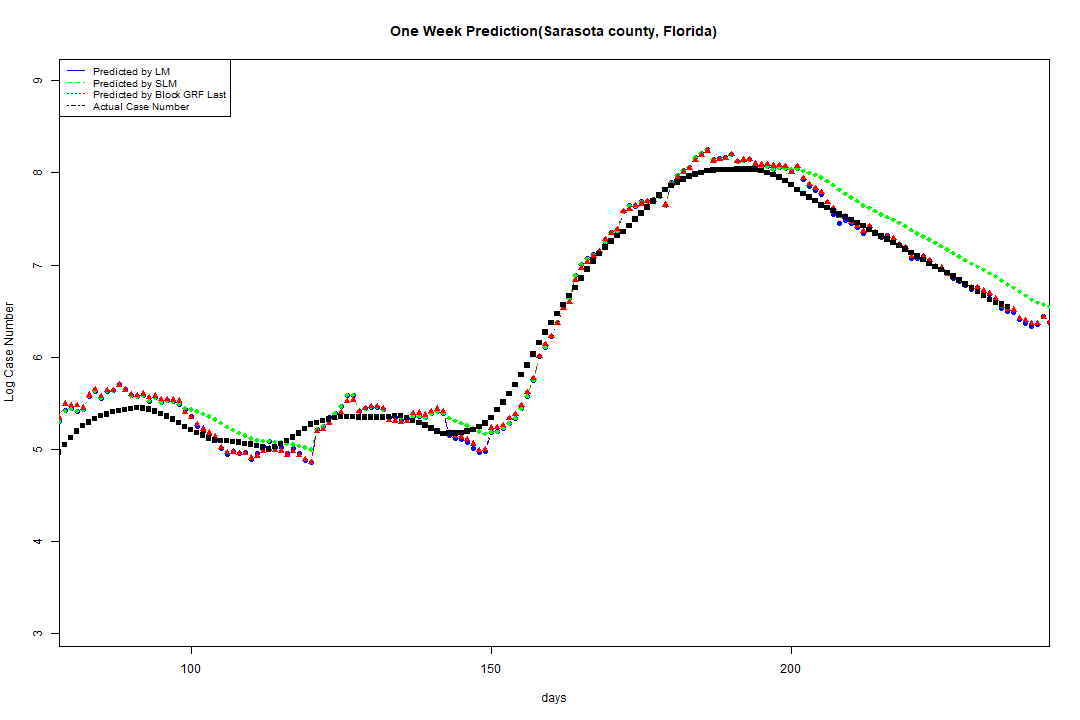 One Week Prediction(Sarasota county, Florida)
Predicted by LM
Predicted by SLM
Predicted by Block GRF Last
Actual Case Number
Log Case Number
9
8
7
6
5
4
3
100 150 200
days